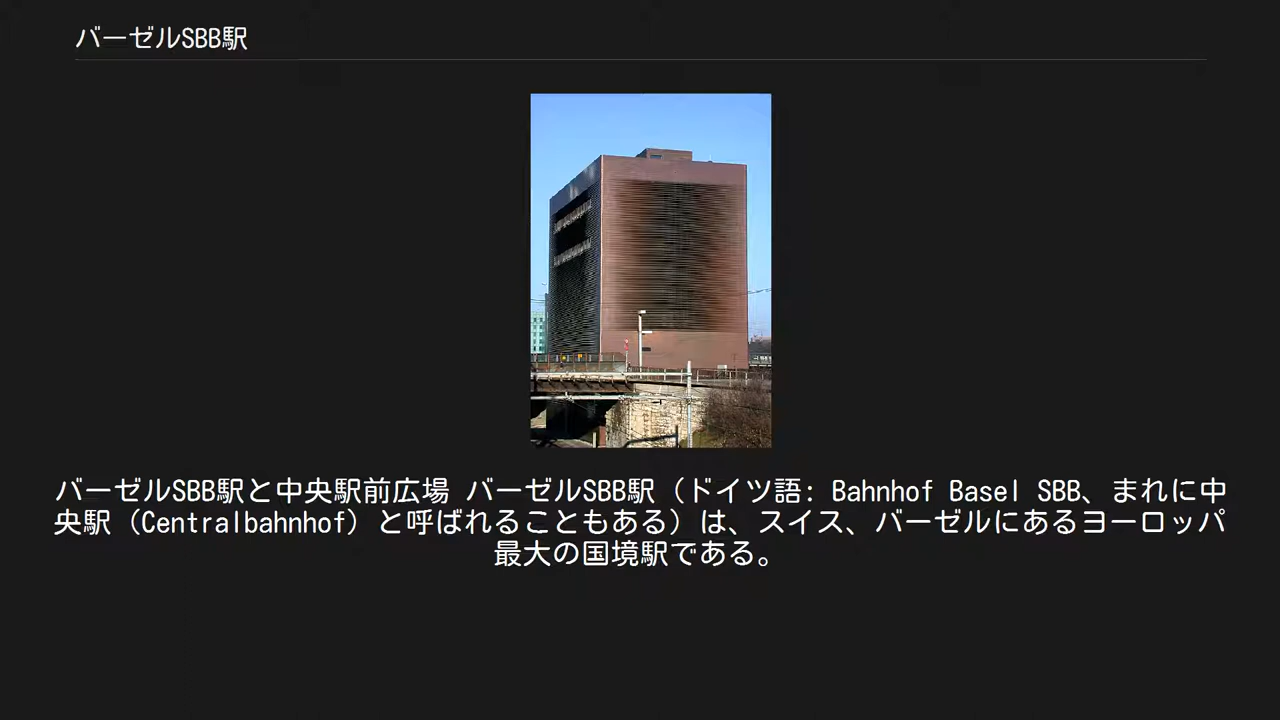 バーゼルSBB駅
バーゼルSBB駅と中央駅前広場 バーゼルSBB駅（ドイツ語: Bahnhof Basel SBB、まれに中
央駅（Centralbahnhof）と呼ばれることもある）は、スイス、バーゼルにあるヨーロッパ
最大の国境駅である。